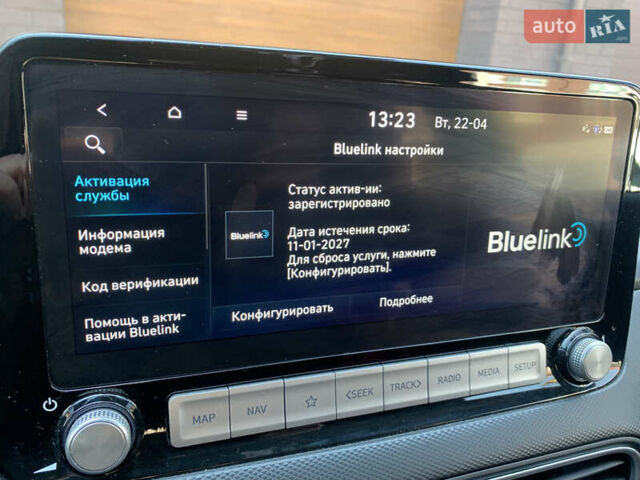 auto RIA
13:23 Вт, 22-04
Bluelink настройки
Активация
службы
Информация
модема
Код верификации
Помощь в акти-
вации Bluelink
Bluelink
Статус актив-ии:
зарегистрировано
Дата истечения срока:
11-01-2027
Для сброса услуги, нажмите
[Конфигурировать].
Bluelink
Конфигурировать
Подробнее
MAP
NAV
<SEEK
TRACK>
RADIO
MEDIA
SETUP